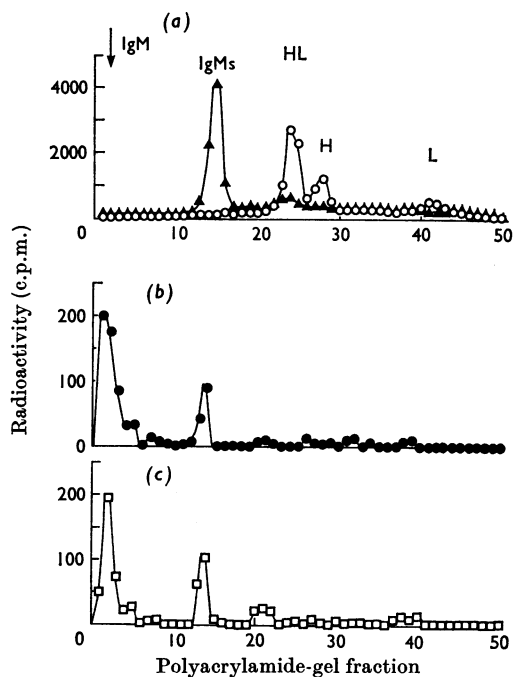 (a)
IgM
IgMs
HL
H
L
4000
2000
0
0 10 20 30 40 50
(b)
200
100
0
(c)
200
100
0 10 20 30 40 50
Radioactivity (c.p.m.)
Polyacrylamide-gel fraction